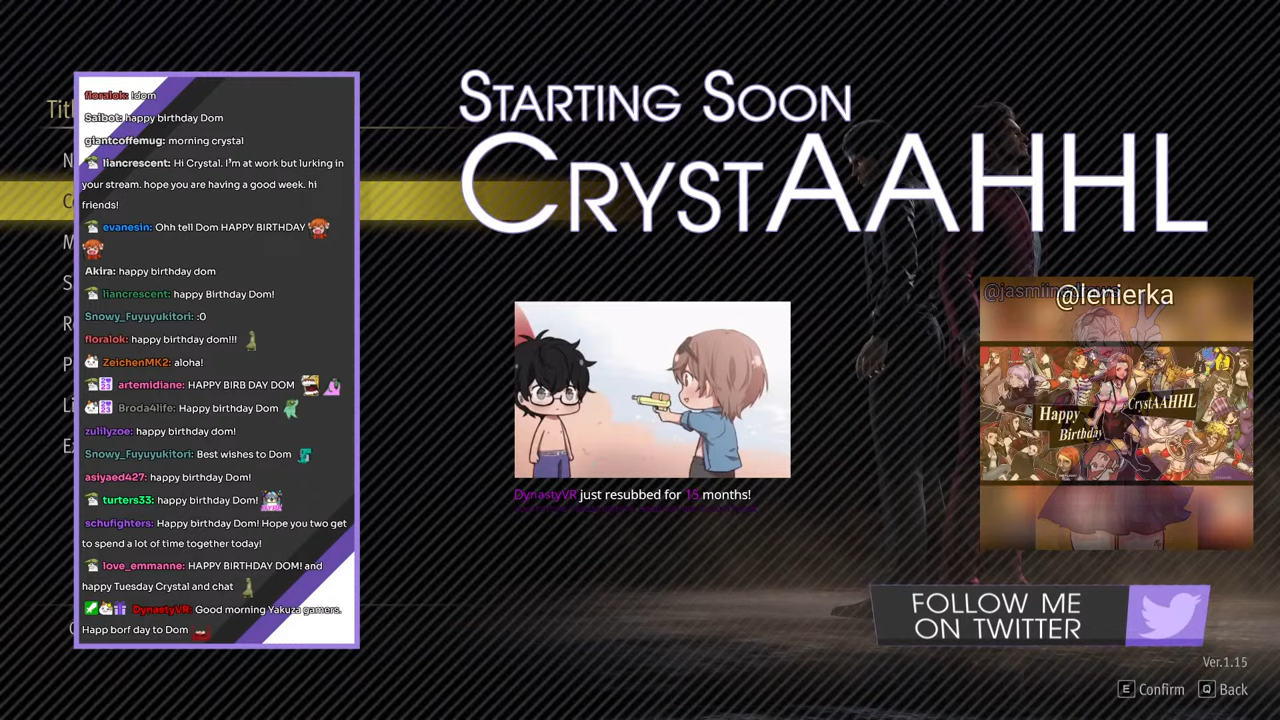 STARTING SOON
CRYSTAAHHL
Tit
floralok: !dom
Saibot: happy birthday Dom
giantcoffemug: morning crystal
liancrescent: Hi Crystal. I'm at work but lurking in
your stream. hope you are having a good week. hi
friends!
evanesin: Ohh tell Dom HAPPY BIRTHDAY
Akira: happy birthday dom
liancrescent: happy Birthday Dom!
Snowy_Fuyuyukitori: :0
floralok: happy birthday dom!!!
ZeichenMK2: aloha!
artemidiane: HAPPY BIRB DAY DOM
Broda4life: Happy birthday Dom
zulilyzoe: happy birthday dom!
Snowy_Fuyuyukitori: Best wishes to Dom
asiyaed427: happy birthday Dom!
turters33: happy birthday Dom!
schufighters: Happy birthday Dom! Hope you two get
to spend a lot of time together today!
love_emmanne: HAPPY BIRTHDAY DOM! and
happy Tuesday Crystal and chat
DynastyVR: Good morning Yakuza gamers.
Happ borf day to Dom
DynastyVR just resubbed for 15 months!
@lenierka
Happy
Birthday
CrystAAHHL
FOLLOW ME
ON TWITTER
Ver.1.15
E Confirm Q Back